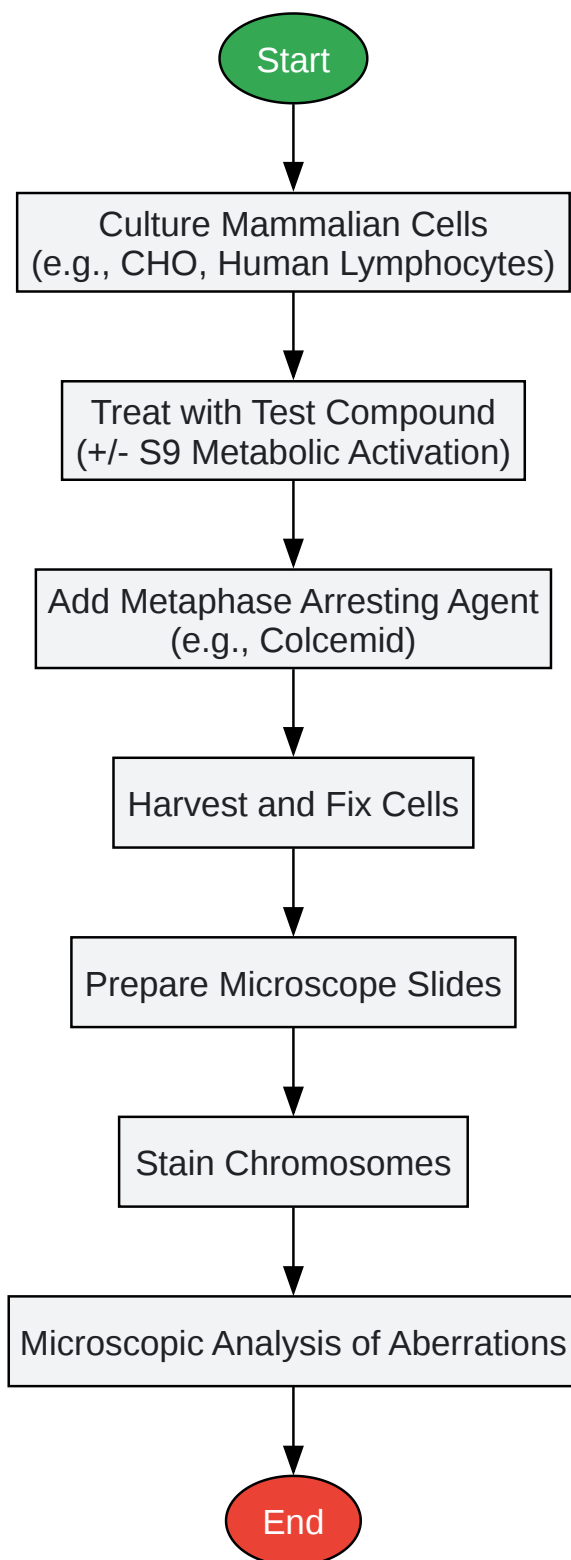 Start
Culture Mammalian Cells
(e.g., CHO, Human Lymphocytes)
Treat with Test Compound
(+/- S9 Metabolic Activation)
Add Metaphase Arresting Agent
(e.g., Colcemid)
Harvest and Fix Cells
Prepare Microscope Slides
Stain Chromosomes
Microscopic Analysis of Aberrations
End